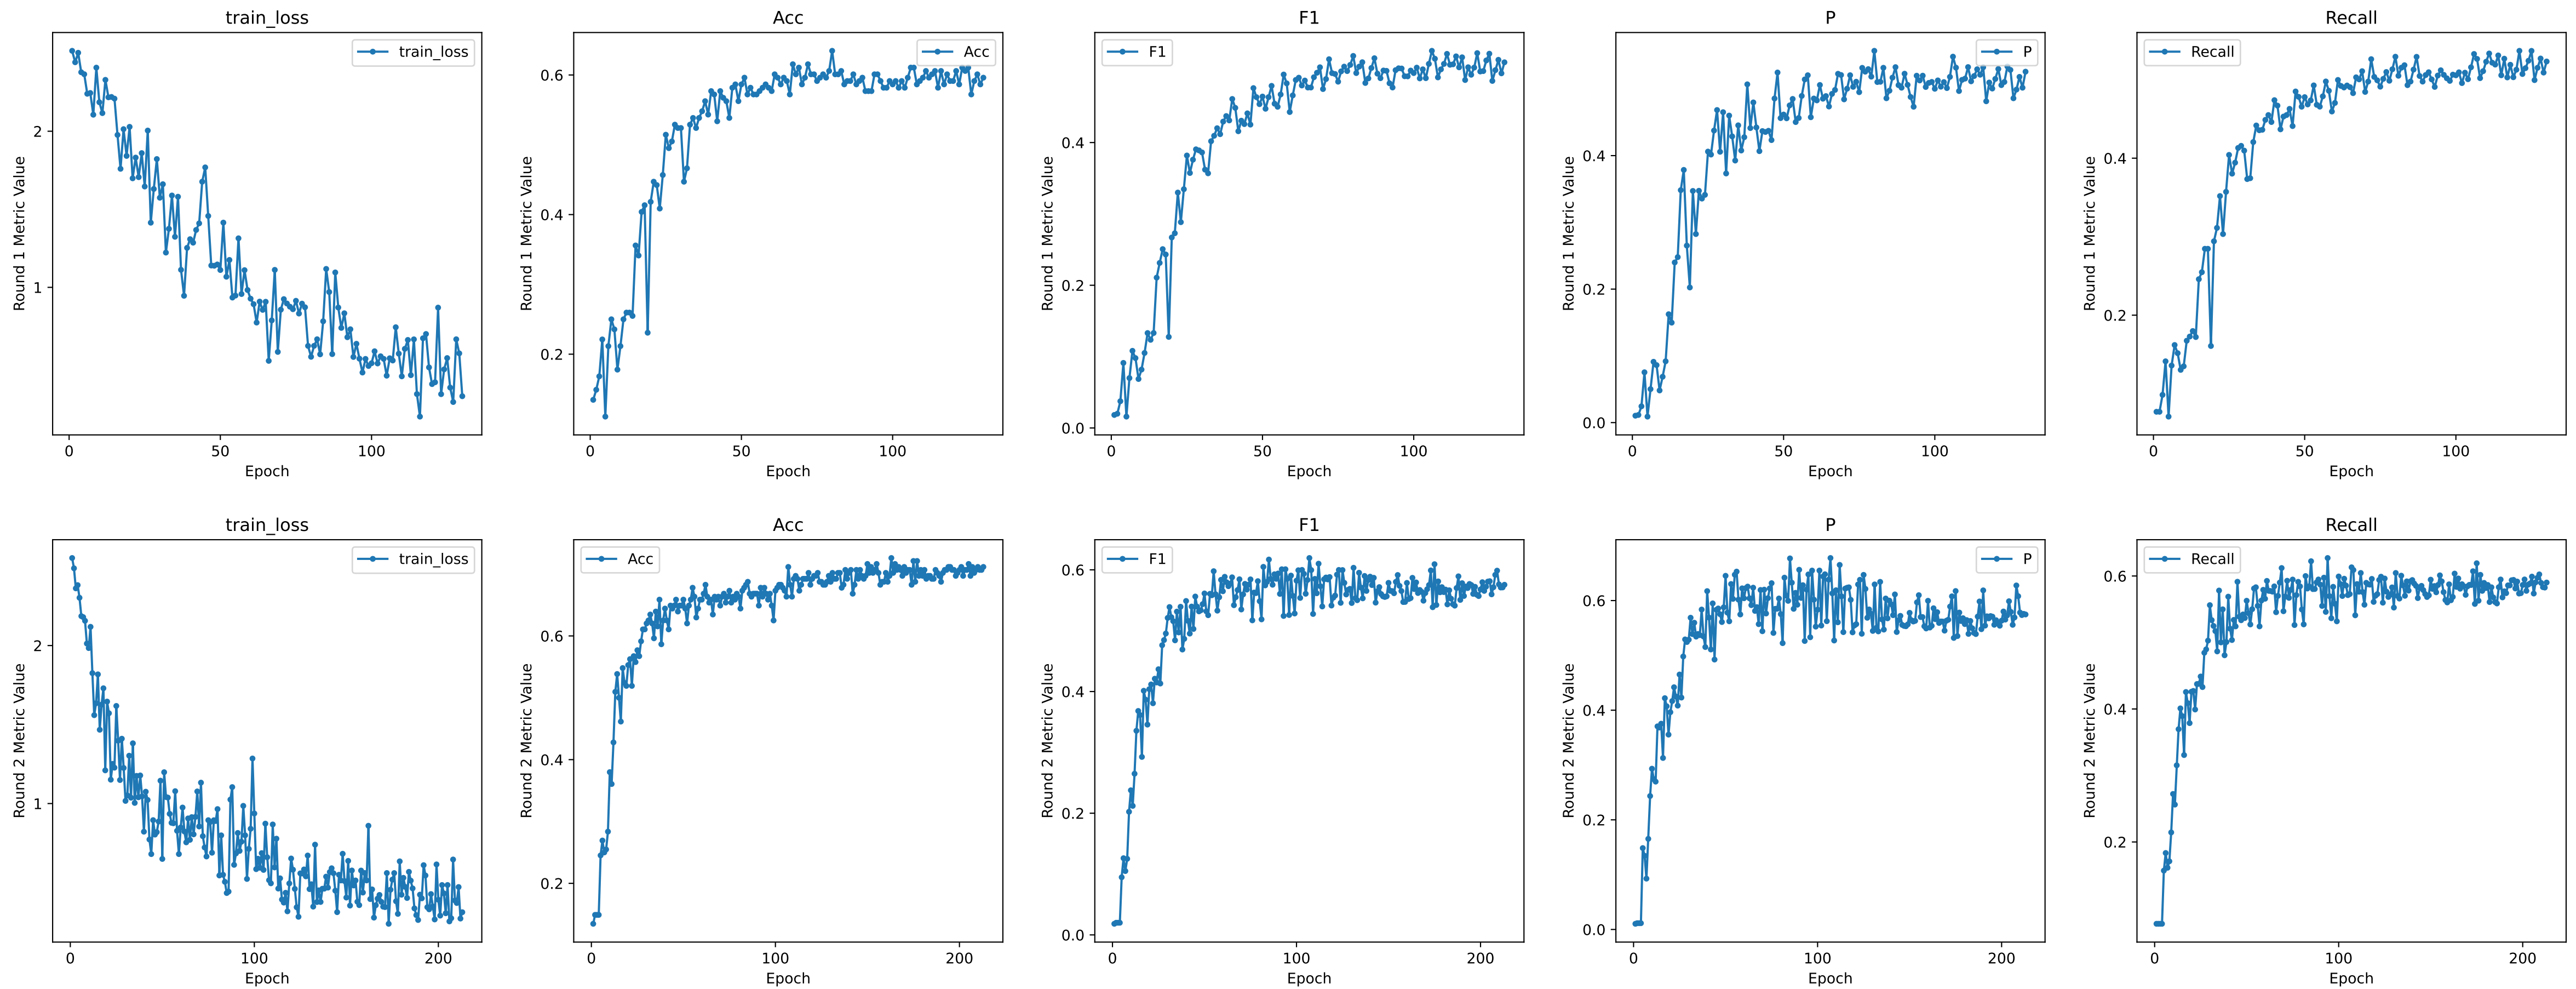 train_loss
Acc
F1
P
Recall
Round 1 Metric Value
2
1
0
50
100
Epoch
train_loss
Round 1 Metric Value
0.6
0.4
0.2
0
50
100
Epoch
Acc
Round 1 Metric Value
0.4
0.2
0.0
0
50
100
Epoch
F1
Round 1 Metric Value
0.4
0.2
0.0
0
50
100
Epoch
P
Round 1 Metric Value
0.4
0.2
0
50
100
Epoch
Recall
train_loss
Acc
F1
P
Recall
Round 2 Metric Value
2
1
0
100
200
Epoch
train_loss
Round 2 Metric Value
0.6
0.4
0.2
0
100
200
Epoch
Acc
Round 2 Metric Value
0.6
0.4
0.2
0.0
0
100
200
Epoch
F1
Round 2 Metric Value
0.6
0.4
0.2
0.0
0
100
200
Epoch
P
Round 2 Metric Value
0.6
0.4
0.2
0
100
200
Epoch
Recall